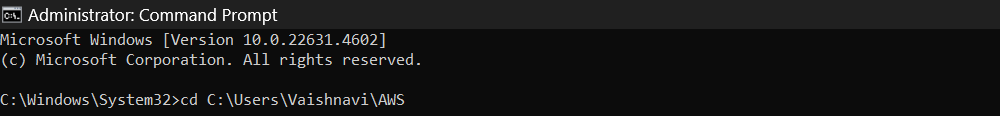 Administrator: Command Prompt
Microsoft Windows [Version 10.0.22631.4602]
(c) Microsoft Corporation. All rights reserved.
C:\Windows\System32>cd C:\Users\Vaishnavi\AWS